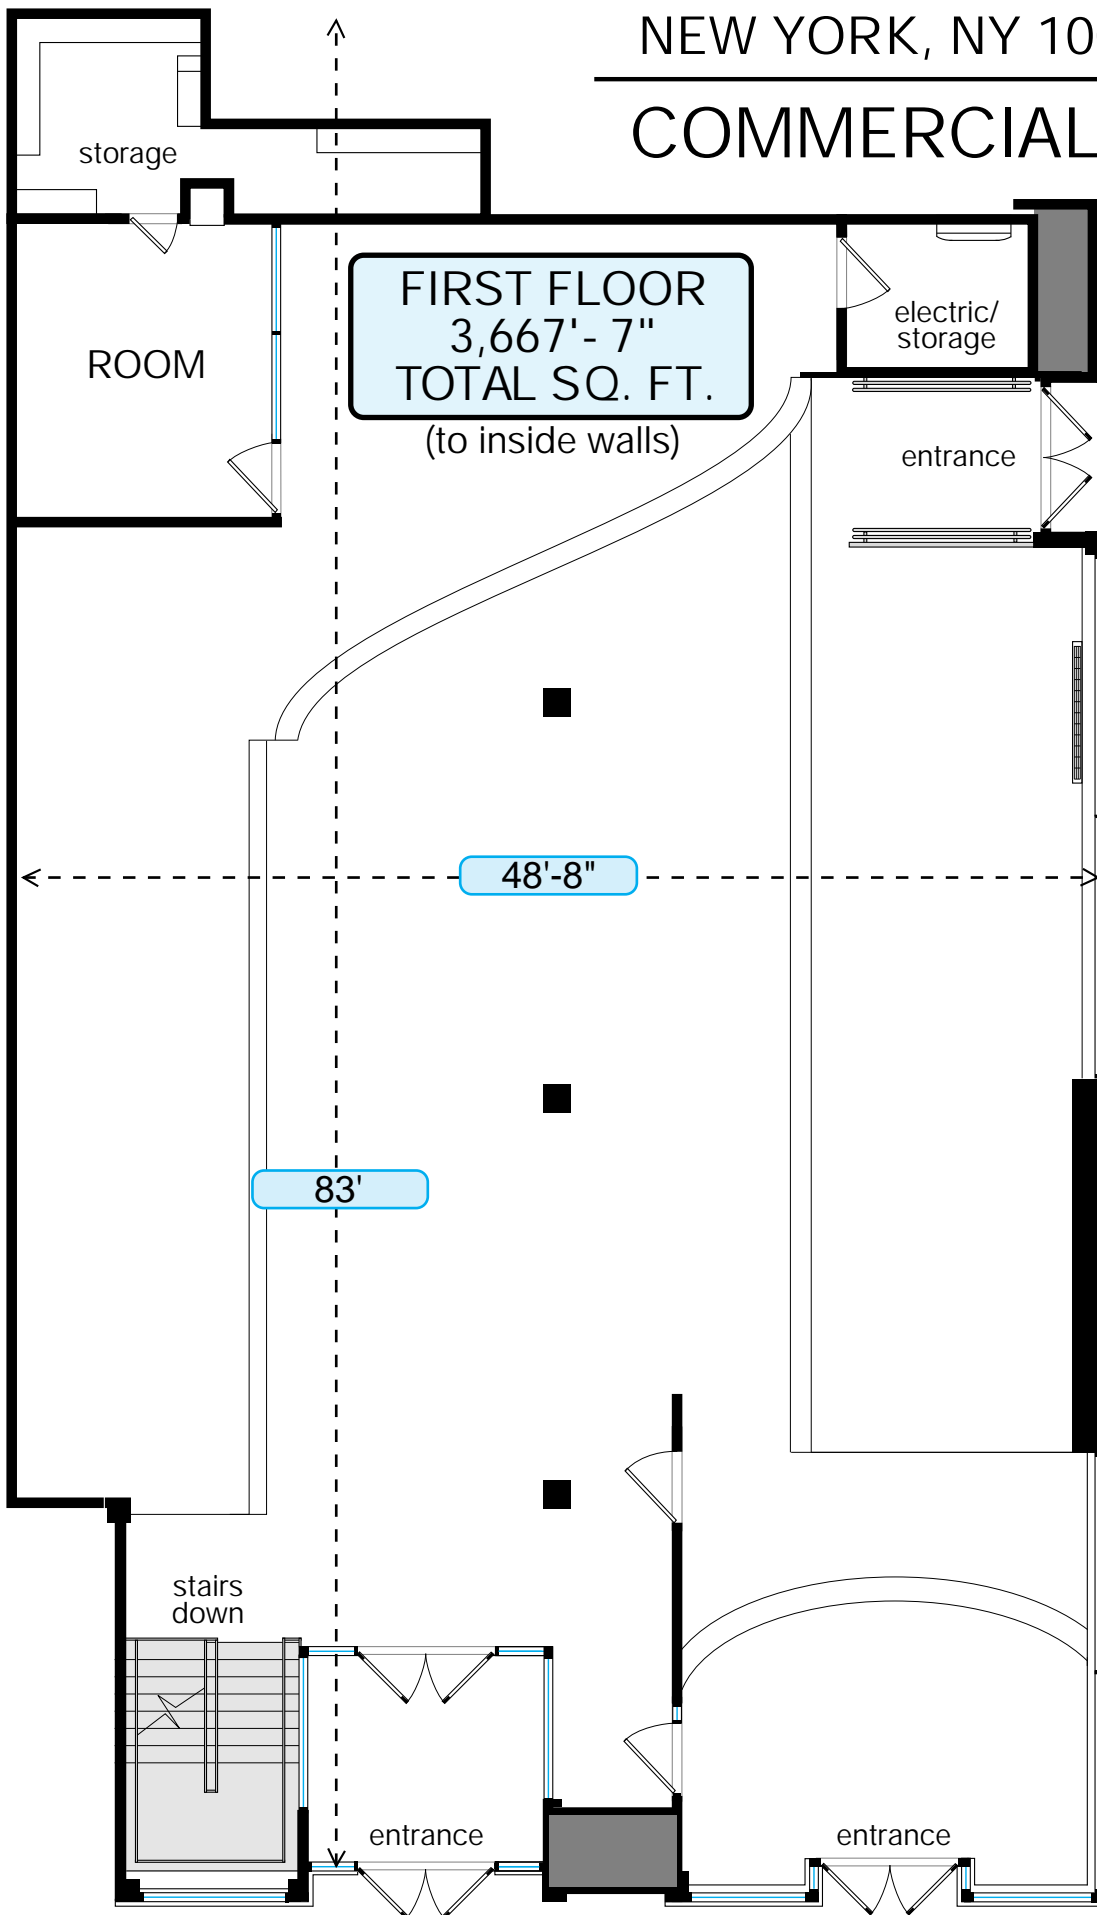 NEW YORK, NY 10
COMMERCIAL
storage
FIRST FLOOR
3,667'- 7"
TOTAL SQ. FT.
(to inside walls)
electric/
storage
ROOM
entrance
48'-8"
83'
stairs
down
entrance
entrance